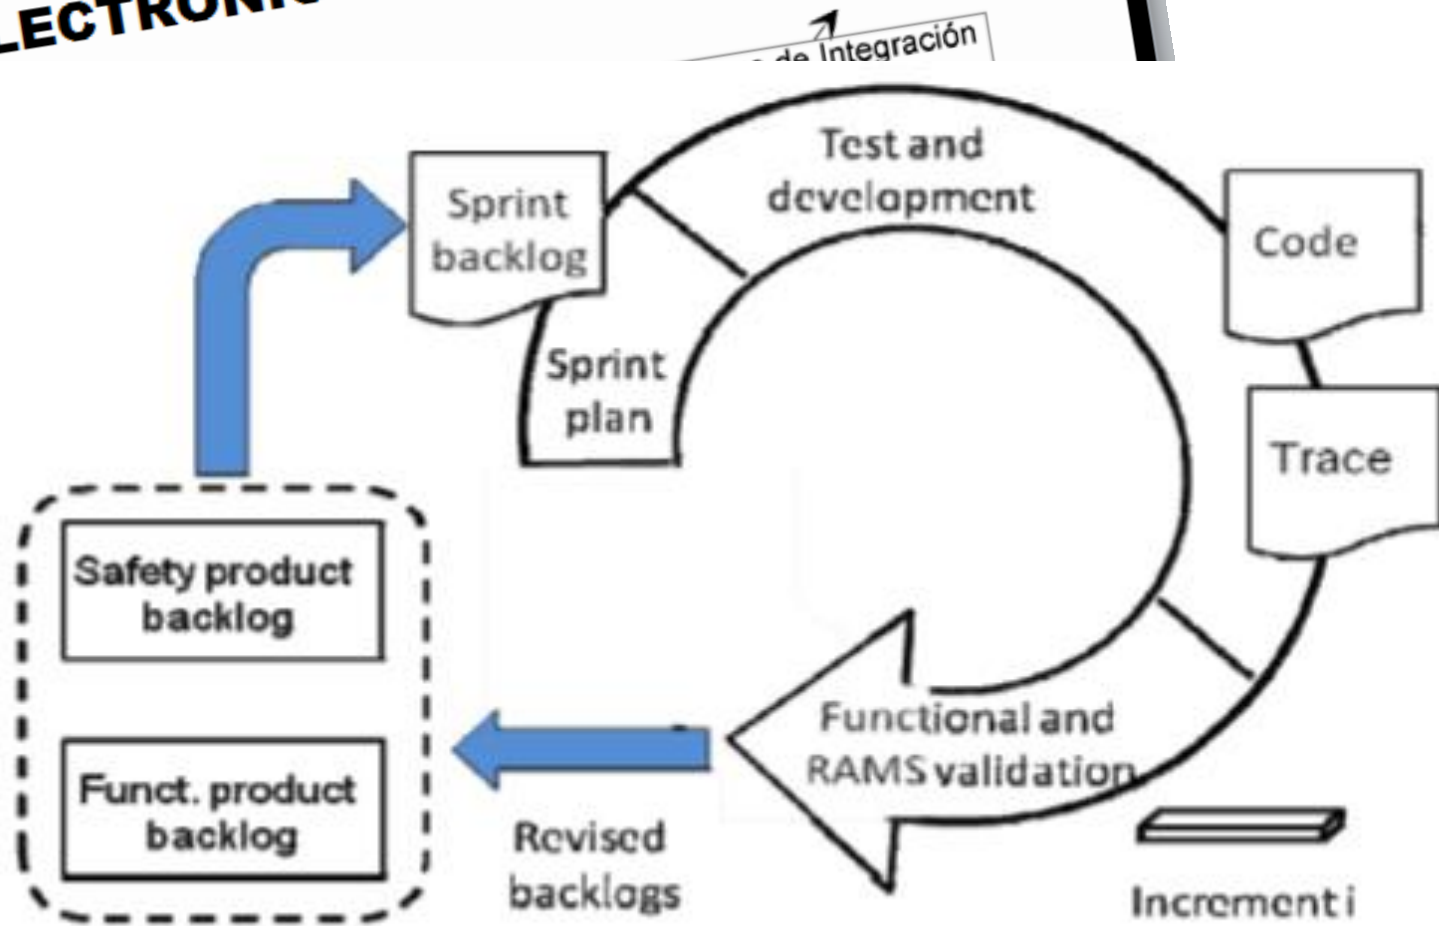 de Integración
Test and
development
Sprint
backlog
Code
Sprint
plan
Trace
Safety product
backlog
Functional and
RAMS validation
Funct. product
backlog
Revised
backlogs
Increment i